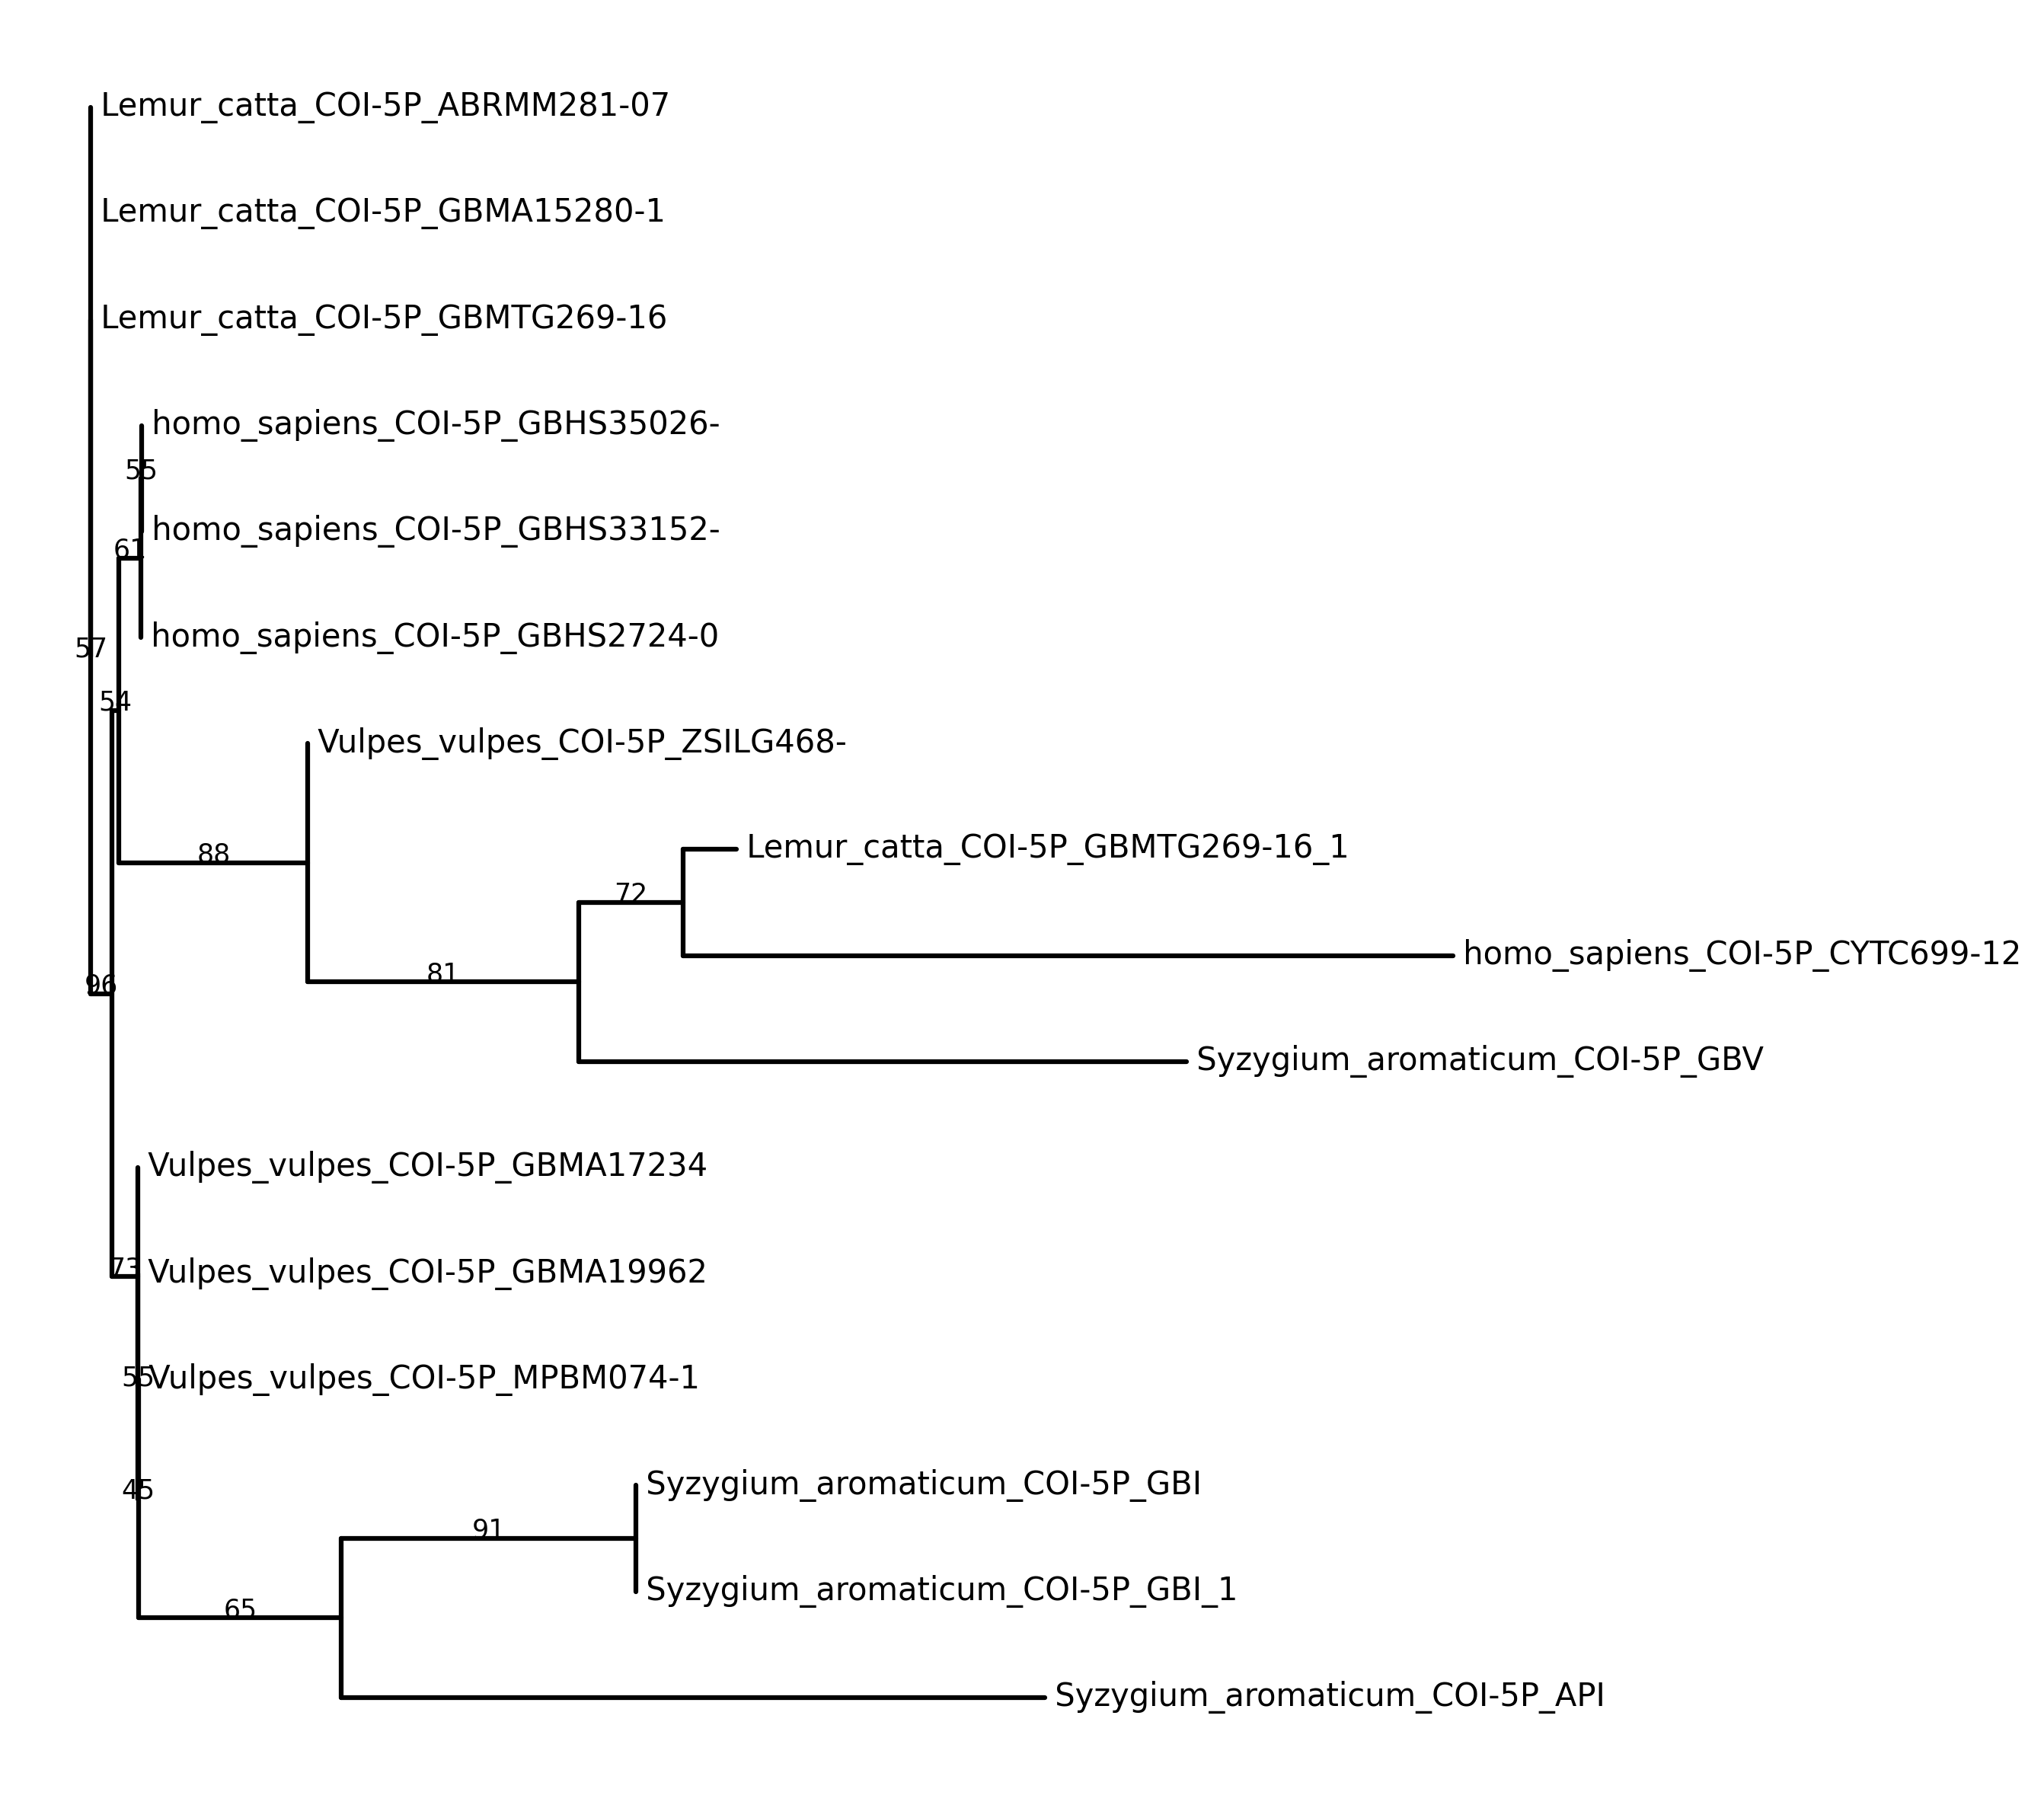 Lemur_catta_COI-5P_ABRMM281-07
Lemur_catta_COI-5P_GBMA15280-1
Lemur_catta_COI-5P_GBMTG269-16
homo_sapiens_COI-5P_GBHS35026-
55
homo_sapiens_COI-5P_GBHS33152-
61
homo_sapiens_COI-5P_GBHS2724-0
57
54
Vulpes_vulpes_COI-5P_ZSILG468-
Lemur_catta_COI-5P_GBMTG269-16_1
88
72
homo_sapiens_COI-5P_CYTC699-12
81
96
Syzygium_aromaticum_COI-5P_GBV
Vulpes_vulpes_COI-5P_GBMA17234
73
Vulpes_vulpes_COI-5P_GBMA19962
55
Vulpes_vulpes_COI-5P_MPBM074-1
Syzygium_aromaticum_COI-5P_GBI
45
91
Syzygium_aromaticum_COI-5P_GBI_1
65
Syzygium_aromaticum_COI-5P_API